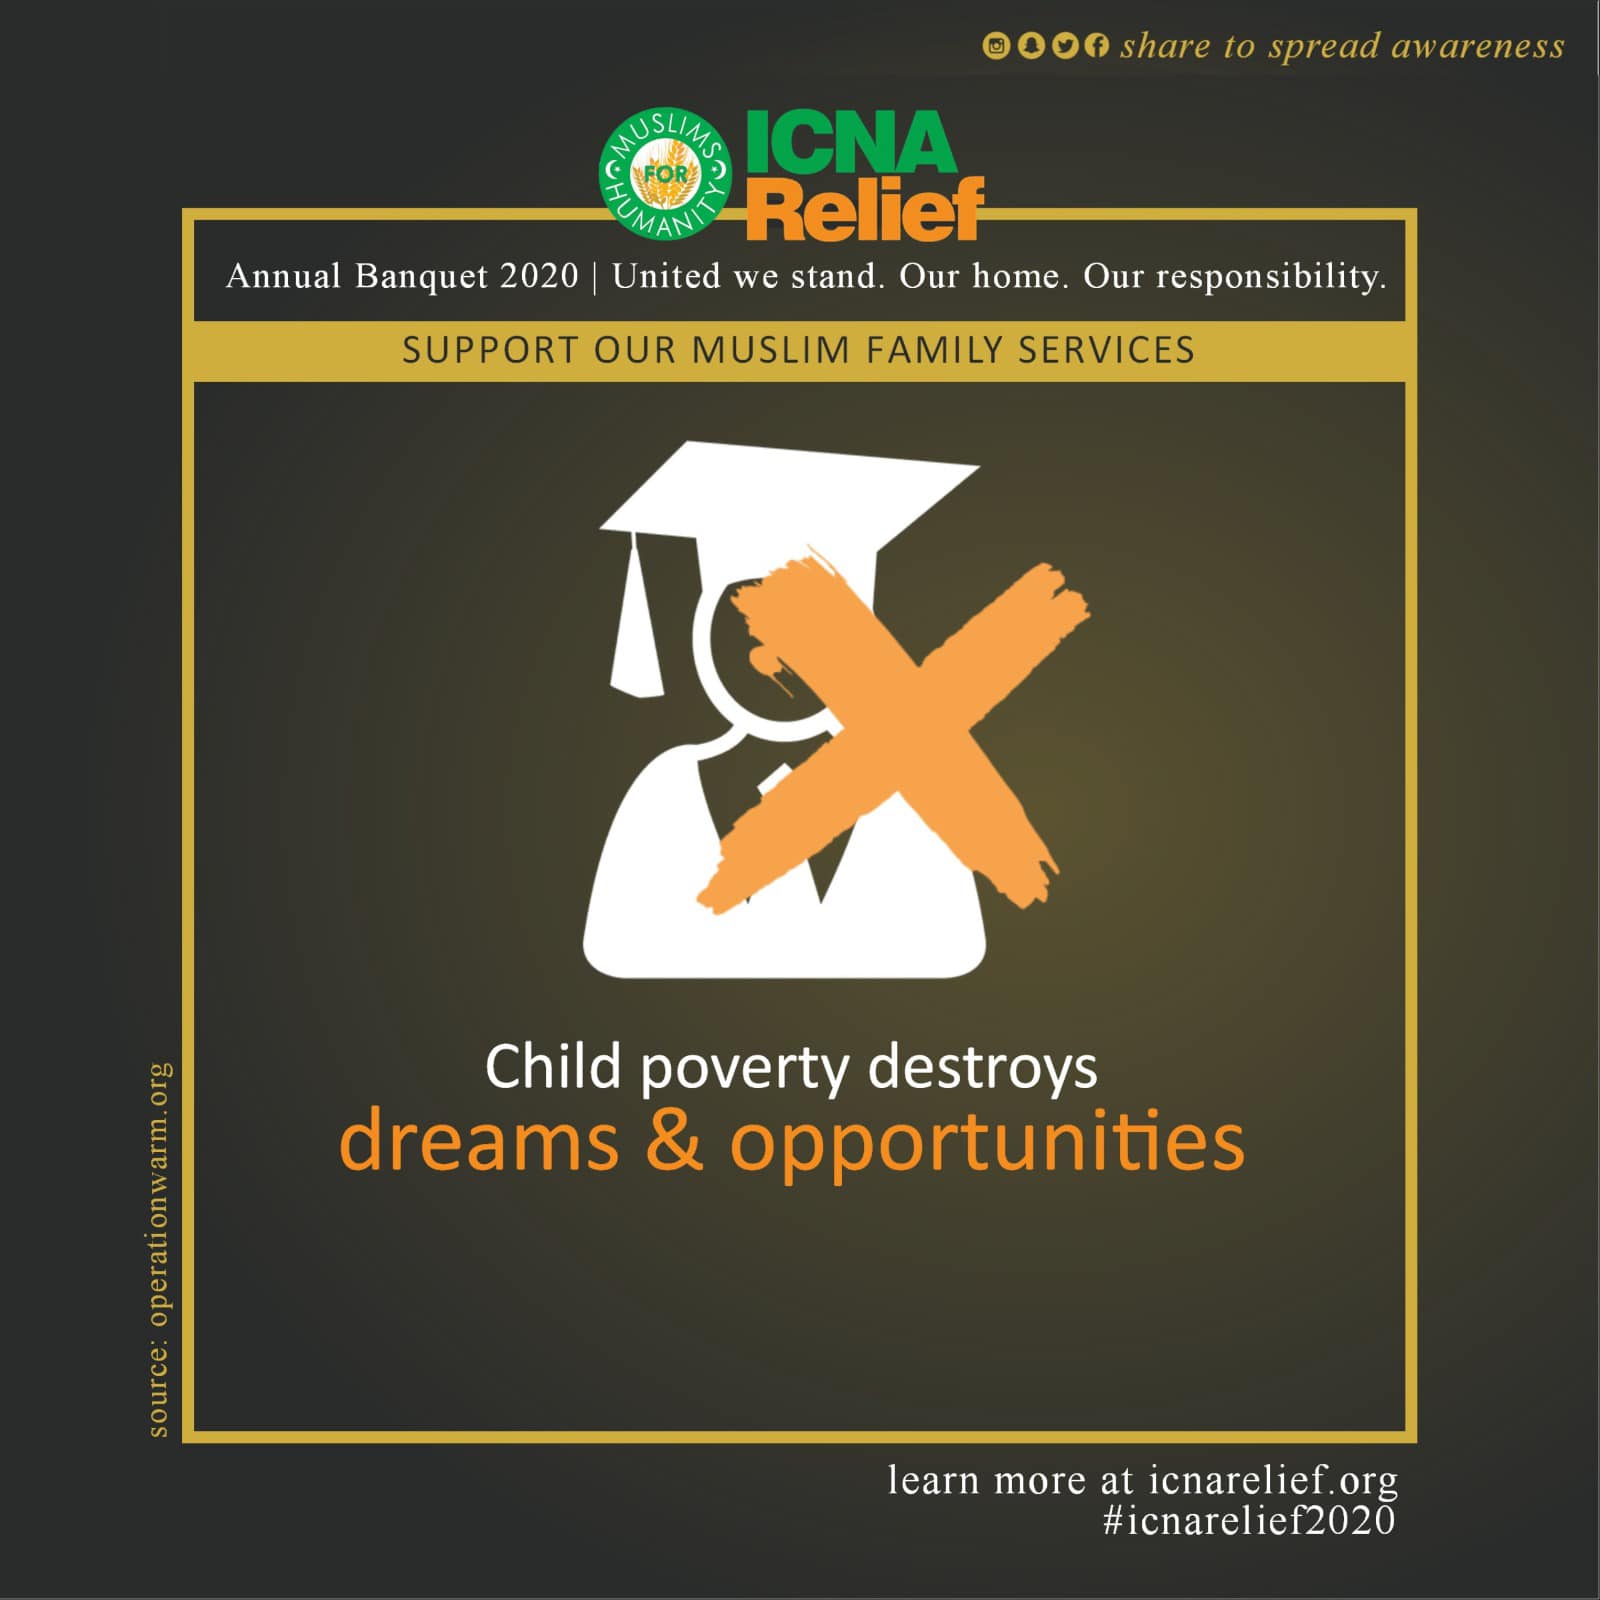 share to spread awareness
MUSLIMS
FOR
HUMANITY
ICNA
Relief
Annual Banquet 2020 | United we stand. Our home. Our responsibility.
SUPPORT OUR MUSLIM FAMILY SERVICES
Child poverty destroys
dreams & opportunities
source: operationwarm.org
learn more at icnarelief.org
#icnarelief2020